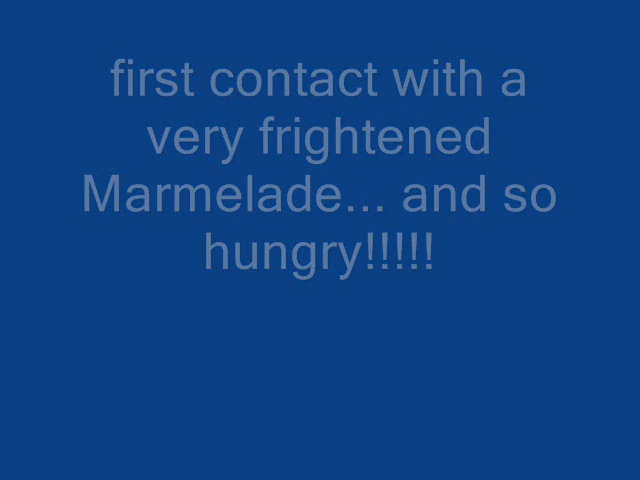 first contact with a
very frightened
Marmelade... and so
hungry!!!!!